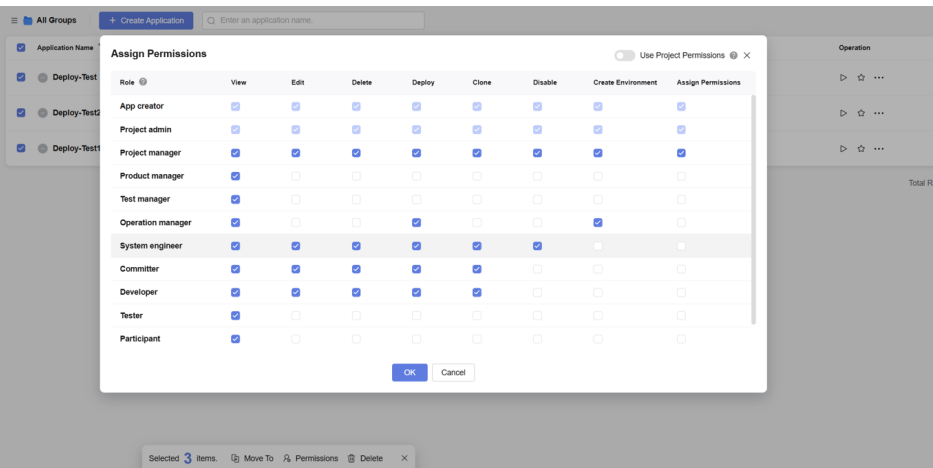 All Groups
+ Create Application
Enter an application name.
Application Name
Operation
Assign Permissions
Use Project Permissions
Role View Edit Delete Deploy Clone Disable Create Environment Assign Permissions
App creator
Deploy-Test
Project admin
Deploy-Test2
Project manager
Deploy-Test1
Product manager
Total R
Test manager
Operation manager
System engineer
Committer
Developer
Tester
Participant
OK Cancel
Selected 3 items. Move To Permissions Delete